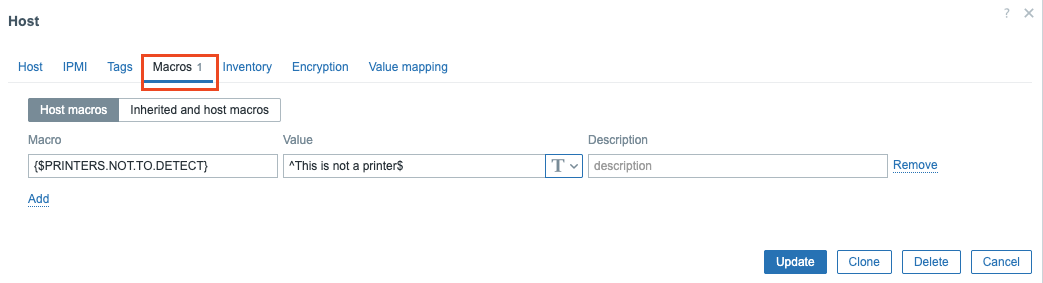 Host
? ×
Host IPMI Tags Macros 1 Inventory Encryption Value mapping
Host macros Inherited and host macros
Macro Value Description
{$PRINTERS.NOT.TO.DETECT} ^This is not a printer$ T description Remove
Add
Update Clone Delete Cancel